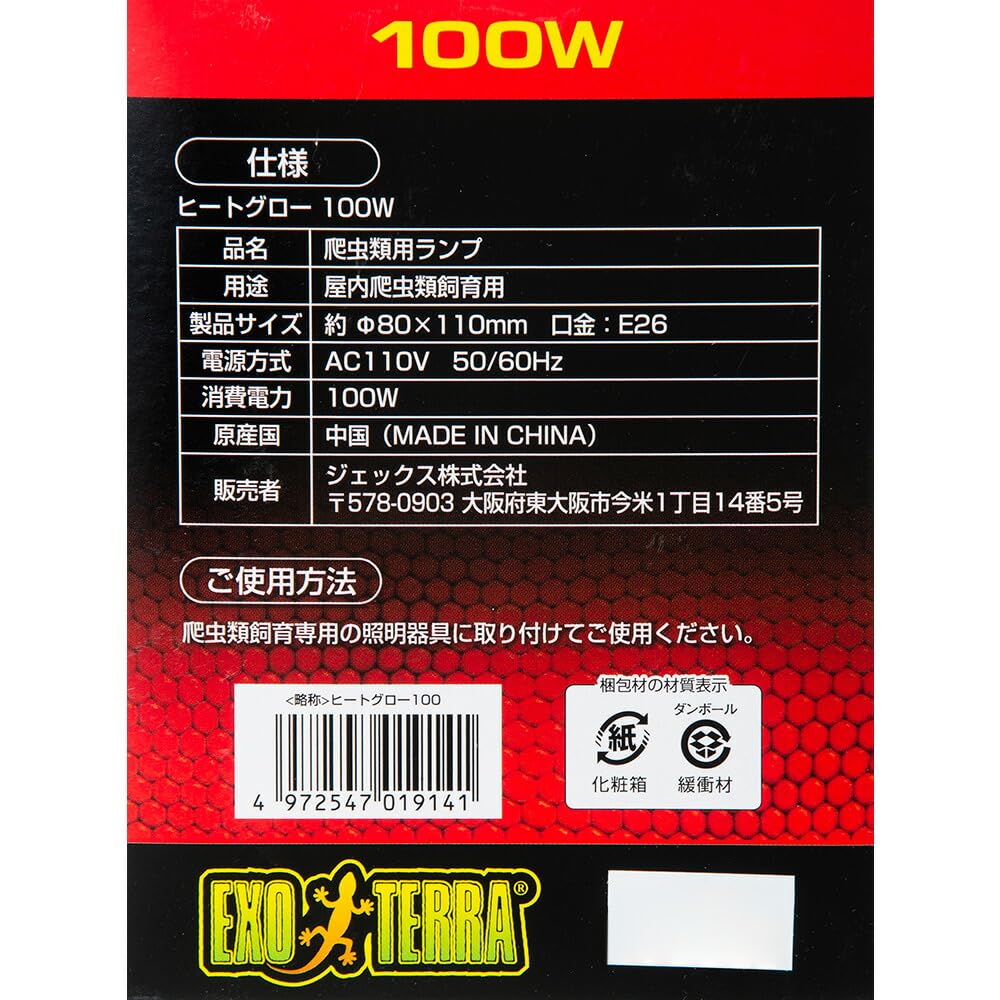 100W
仕様
ヒートグロー 100W
品名 爬虫類用ランプ
用途 屋内爬虫類飼育用
製品サイズ 約 Φ80×110mm 口金：E26
電源方式 AC110V 50/60Hz
消費電力 100W
原産国 中国（MADE IN CHINA）
販売者 ジェックス株式会社
〒578-0903 大阪府東大阪市今米1丁目14番5号
ご使用方法
爬虫類飼育専用の照明器具に取り付けてご使用ください。
<略称>ヒートグロー100
4 972547 019141
梱包材の材質表示
紙
化粧箱
ダンボール
緩衝材
EXO TERRA®